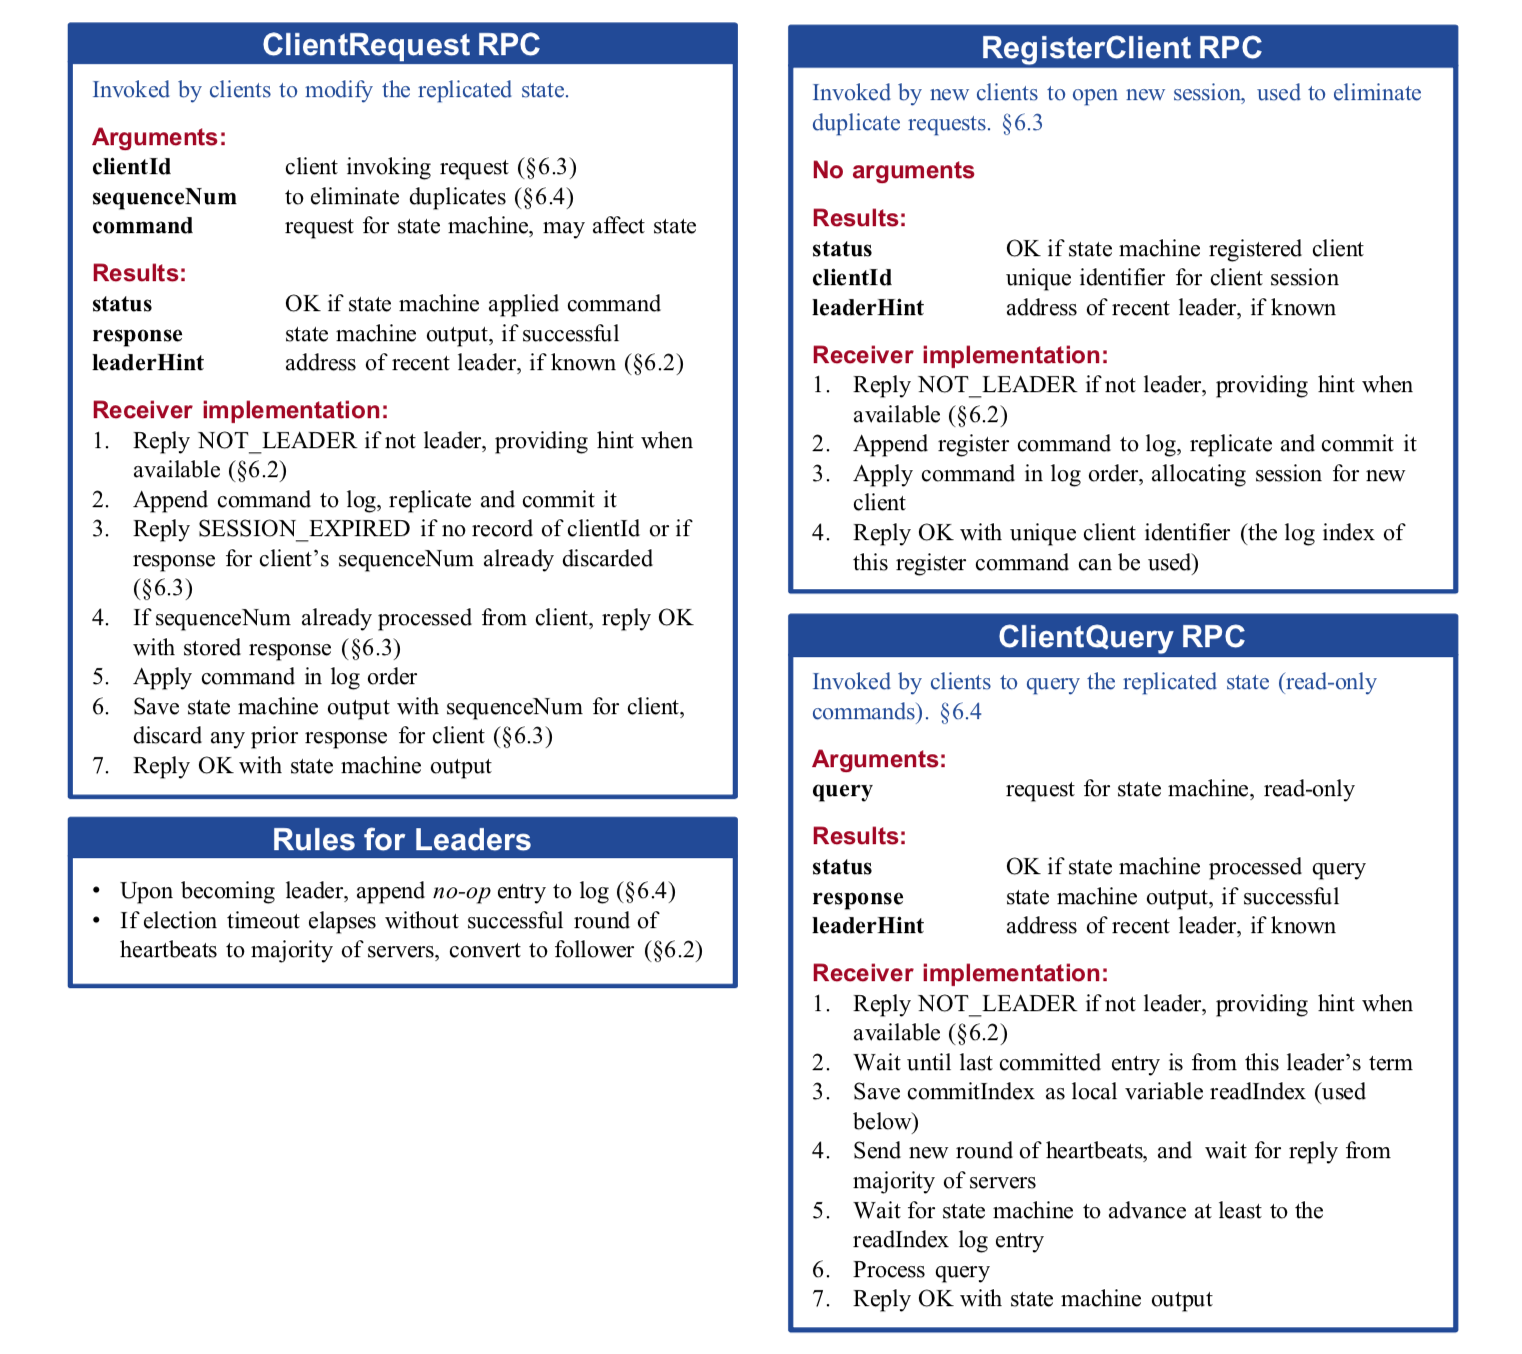 ClientRequest RPC
Invoked by clients to modify the replicated state.
Arguments:
clientId client invoking request (§6.3)
sequenceNum to eliminate duplicates (§6.4)
command request for state machine, may affect state
Results:
status OK if state machine applied command
response state machine output, if successful
leaderHint address of recent leader, if known (§6.2)
Receiver implementation:
1. Reply NOT_LEADER if not leader, providing hint when
available (§6.2)
2. Append command to log, replicate and commit it
3. Reply SESSION_EXPIRED if no record of clientId or if
response for client’s sequenceNum already discarded
(§6.3)
4. If sequenceNum already processed from client, reply OK
with stored response (§6.3)
5. Apply command in log order
6. Save state machine output with sequenceNum for client,
discard any prior response for client (§6.3)
7. Reply OK with state machine output
Rules for Leaders
• Upon becoming leader, append no-op entry to log (§6.4)
• If election timeout elapses without successful round of
heartbeats to majority of servers, convert to follower (§6.2)
RegisterClient RPC
Invoked by new clients to open new session, used to eliminate
duplicate requests. §6.3
No arguments
Results:
status OK if state machine registered client
clientId unique identifier for client session
leaderHint address of recent leader, if known
Receiver implementation:
1. Reply NOT_LEADER if not leader, providing hint when
available (§6.2)
2. Append register command to log, replicate and commit it
3. Apply command in log order, allocating session for new
client
4. Reply OK with unique client identifier (the log index of
this register command can be used)
ClientQuery RPC
Invoked by clients to query the replicated state (read-only
commands). §6.4
Arguments:
query request for state machine, read-only
Results:
status OK if state machine processed query
response state machine output, if successful
leaderHint address of recent leader, if known
Receiver implementation:
1. Reply NOT_LEADER if not leader, providing hint when
available (§6.2)
2. Wait until last committed entry is from this leader’s term
3. Save commitIndex as local variable readIndex (used
below)
4. Send new round of heartbeats, and wait for reply from
majority of servers
5. Wait for state machine to advance at least to the
readIndex log entry
6. Process query
7. Reply OK with state machine output